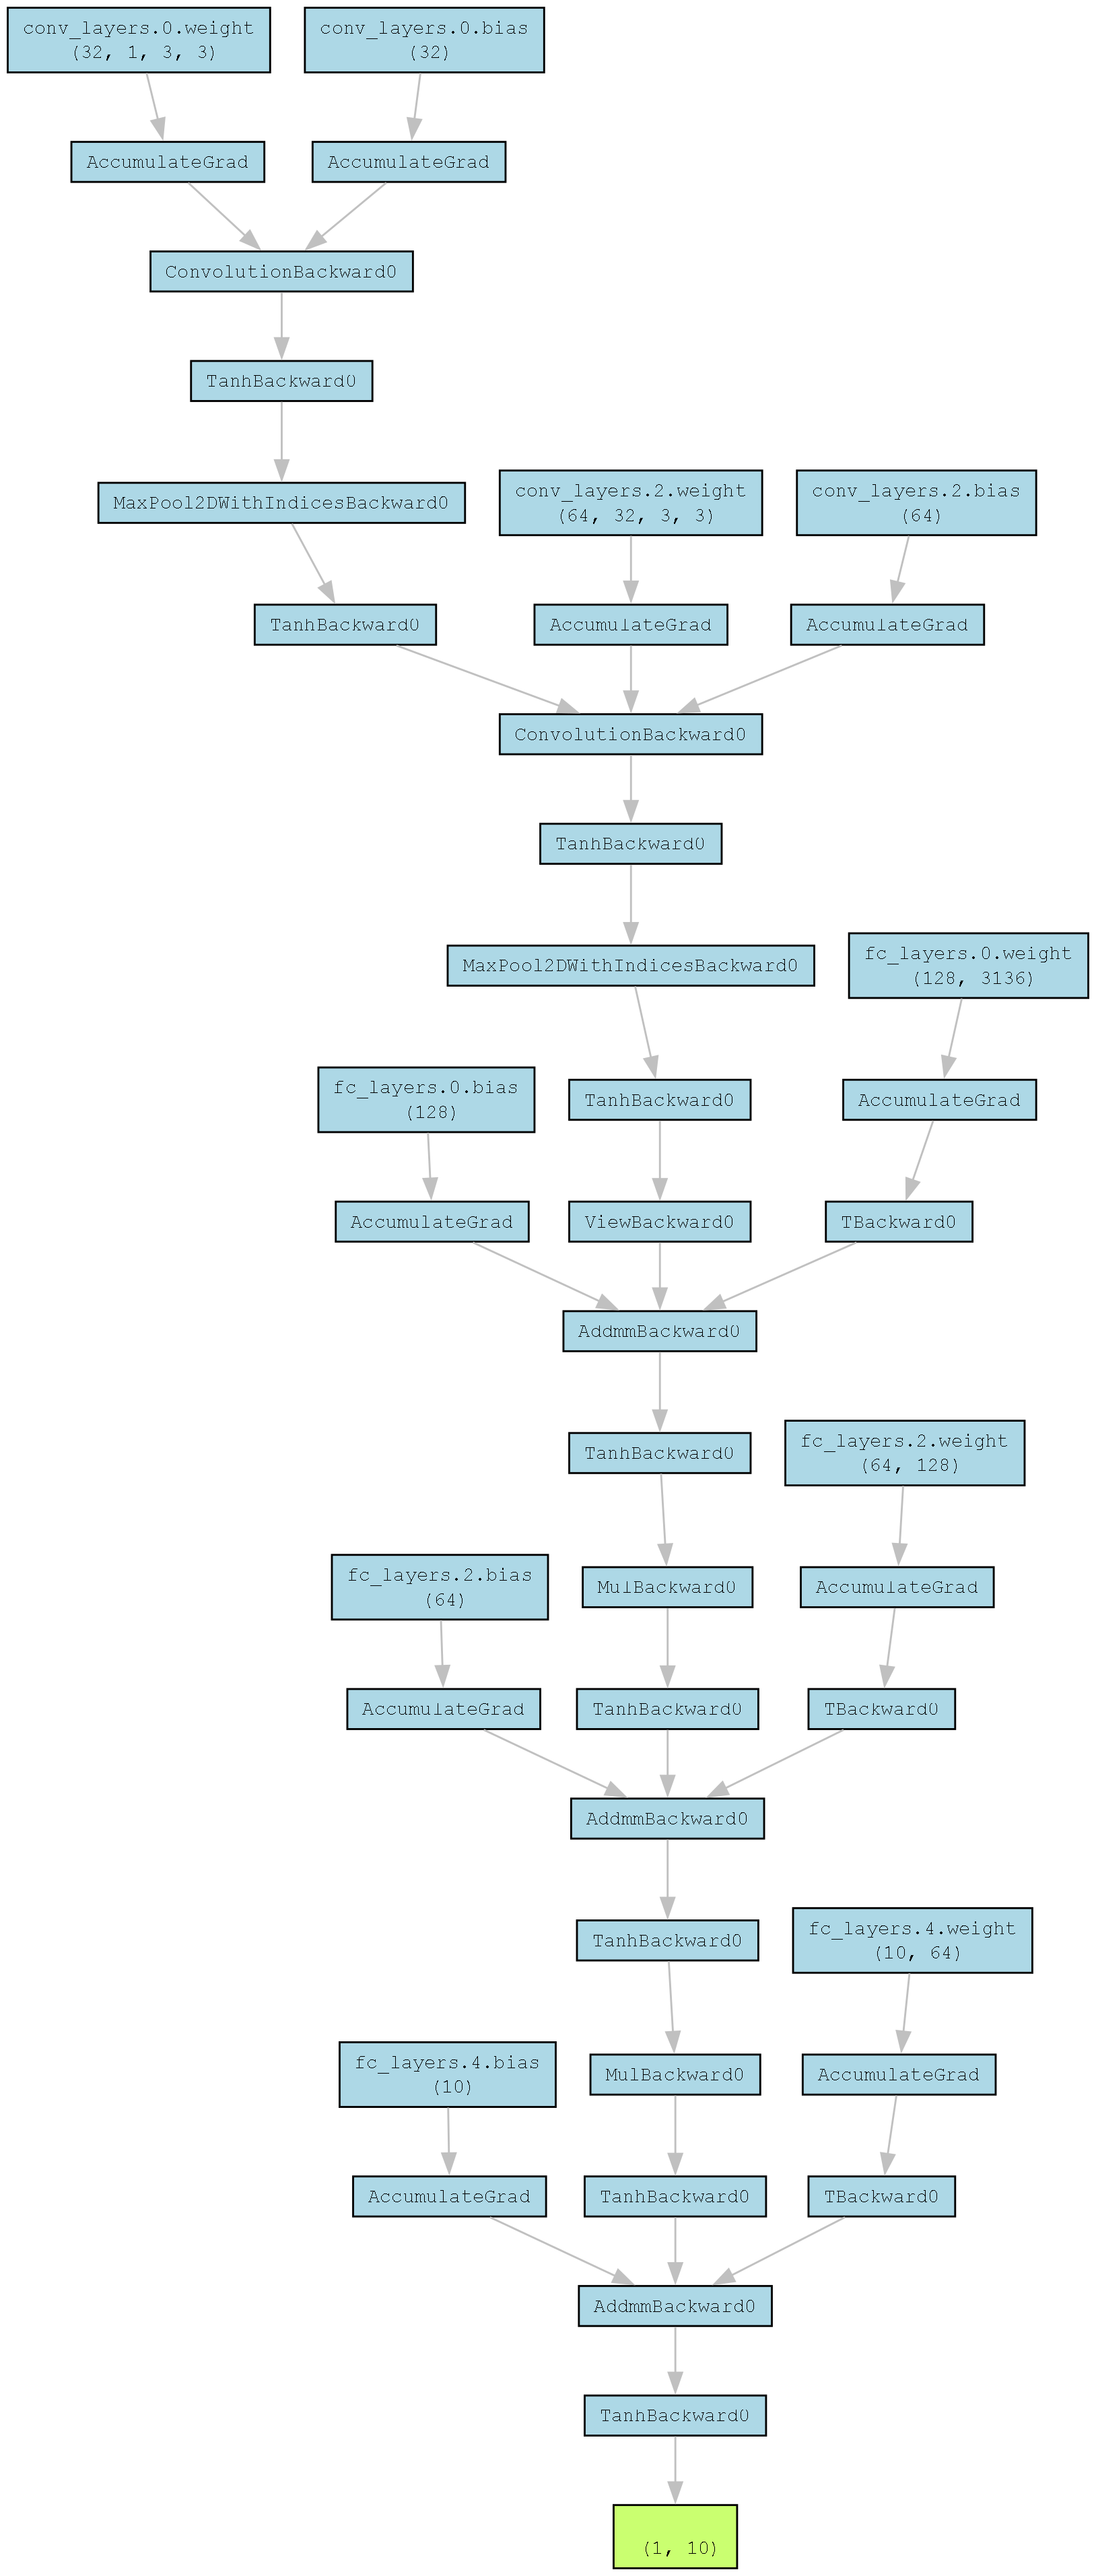 conv_layers.0.weight
(32, 1, 3, 3)
conv_layers.0.bias
(32)
AccumulateGrad
AccumulateGrad
ConvolutionBackward0
TanhBackward0
MaxPool2DWithIndicesBackward0
conv_layers.2.weight
(64, 32, 3, 3)
conv_layers.2.bias
(64)
TanhBackward0
AccumulateGrad
AccumulateGrad
ConvolutionBackward0
TanhBackward0
MaxPool2DWithIndicesBackward0
fc_layers.0.weight
(128, 3136)
fc_layers.0.bias
(128)
TanhBackward0
AccumulateGrad
AccumulateGrad
ViewBackward0
TBackward0
AddmmBackward0
TanhBackward0
fc_layers.2.weight
(64, 128)
fc_layers.2.bias
(64)
MulBackward0
AccumulateGrad
AccumulateGrad
TanhBackward0
TBackward0
AddmmBackward0
TanhBackward0
fc_layers.4.weight
(10, 64)
fc_layers.4.bias
(10)
MulBackward0
AccumulateGrad
AccumulateGrad
TanhBackward0
TBackward0
AddmmBackward0
TanhBackward0
(1, 10)